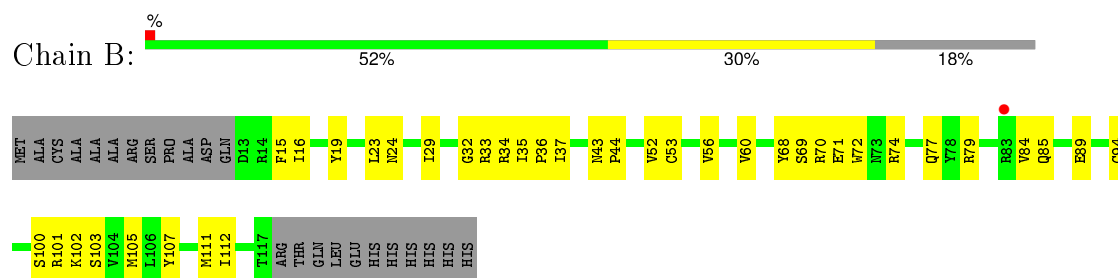 %
Chain B:
52% 30% 18%
MET ALA CYS ALA ALA ALA ARG SER PRO ALA ASP GLN D13 R14 F15 I16 Y19 L23 N24 I29 G32 R33 R34 I35 P36 I37 N43 P44 V52 C53 V56 V60 Y68 S69 R70 E71 W72 N73 R74 Q77 Y78 R79 R83 V84 Q85 E89
S100 R101 K102 S103 V104 M105 L106 Y107 M111 I112 T117 ARG THR GLN LEU GLU HIS HIS HIS HIS HIS HIS